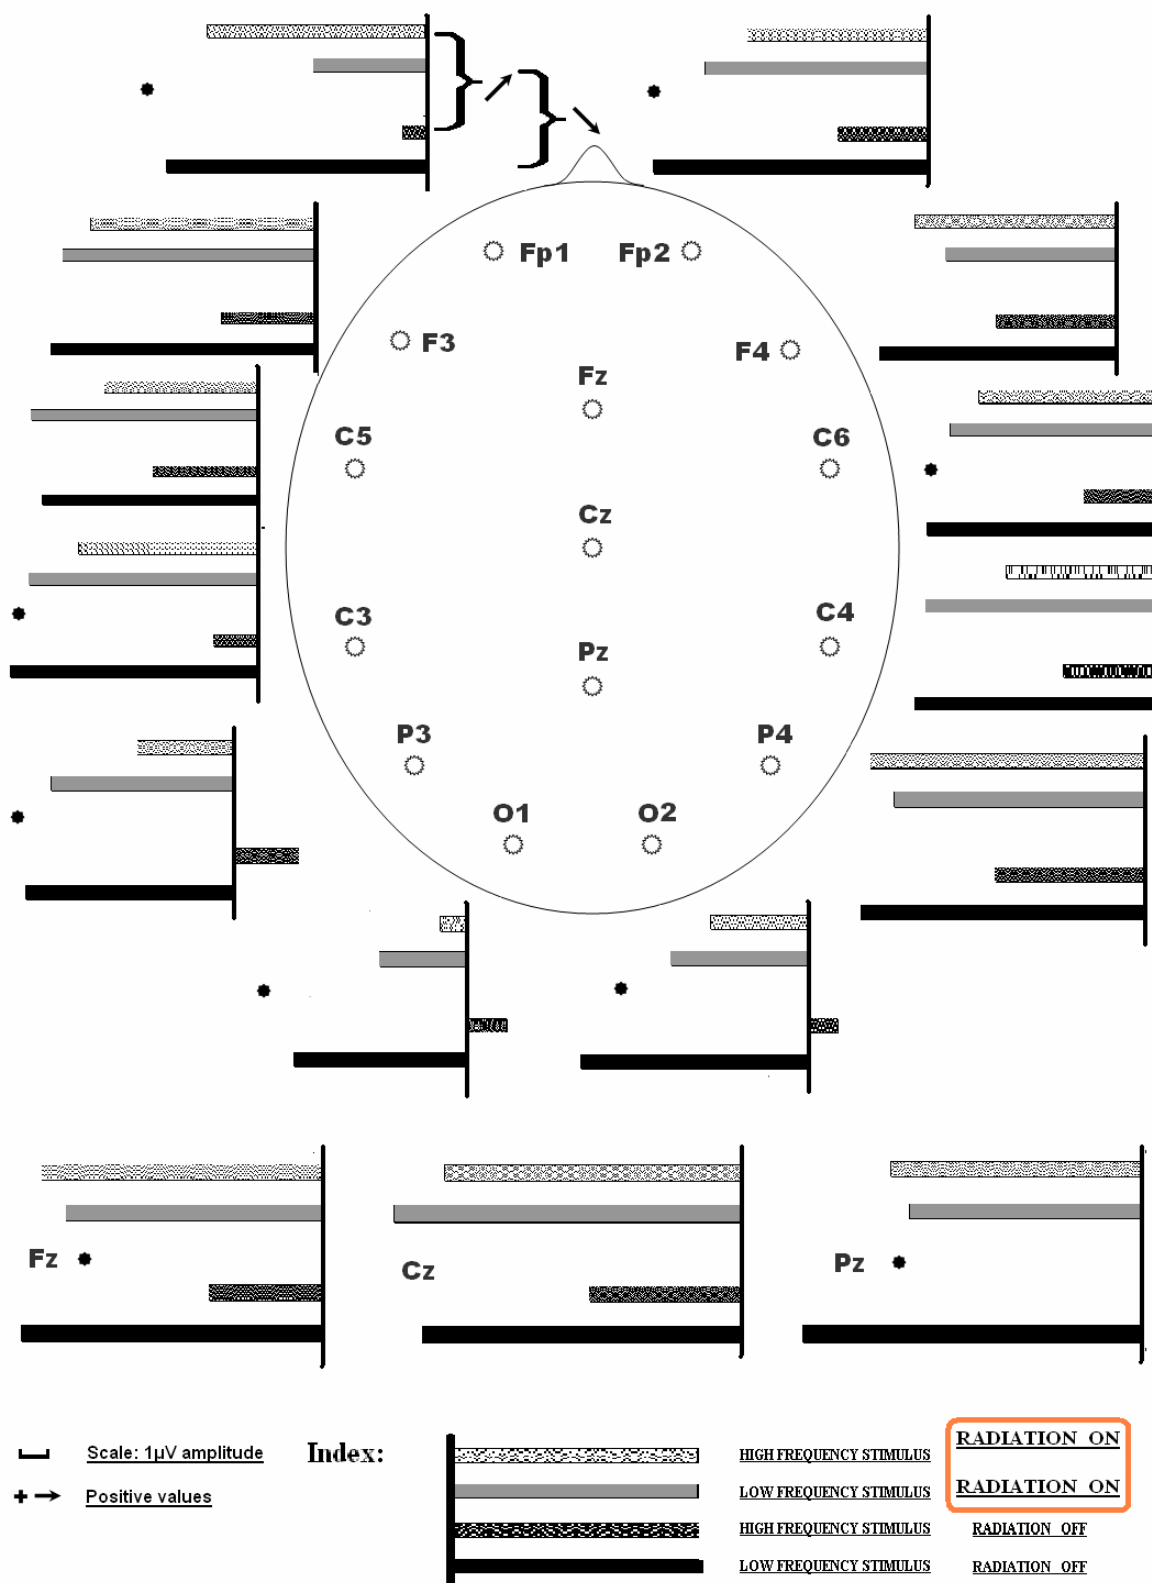 Fp1 Fp2
F3 F4
Fz
C5 C6
Cz
C3 C4
Pz
P3 P4
O1 O2
Fz Cz Pz
Scale: 1µV amplitude
+ → Positive values
Index:
HIGH FREQUENCY STIMULUS RADIATION ON
LOW FREQUENCY STIMULUS RADIATION ON
HIGH FREQUENCY STIMULUS RADIATION OFF
LOW FREQUENCY STIMULUS RADIATION OFF